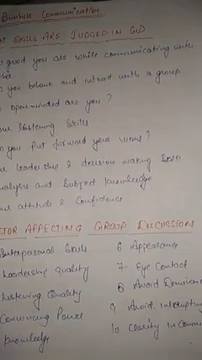 Business Communication
SKILLS ARE JUDGED IN GD
good you are while communicating with
you behave and interact with a group
open minded are you?
listening skills
you put forward your views?
leadership & decision making
Analysis and Subject knowledge
attitude & Confidence
FACTOR AFFECTING GROUP DISCUSSION
Interpersonal Skills
Leadership Quality
Listening Quality
Convincing Power
Knowledge
6 Appearance
7 Eye Contact
8 Avoid
9 Avoid
10 Clarity in